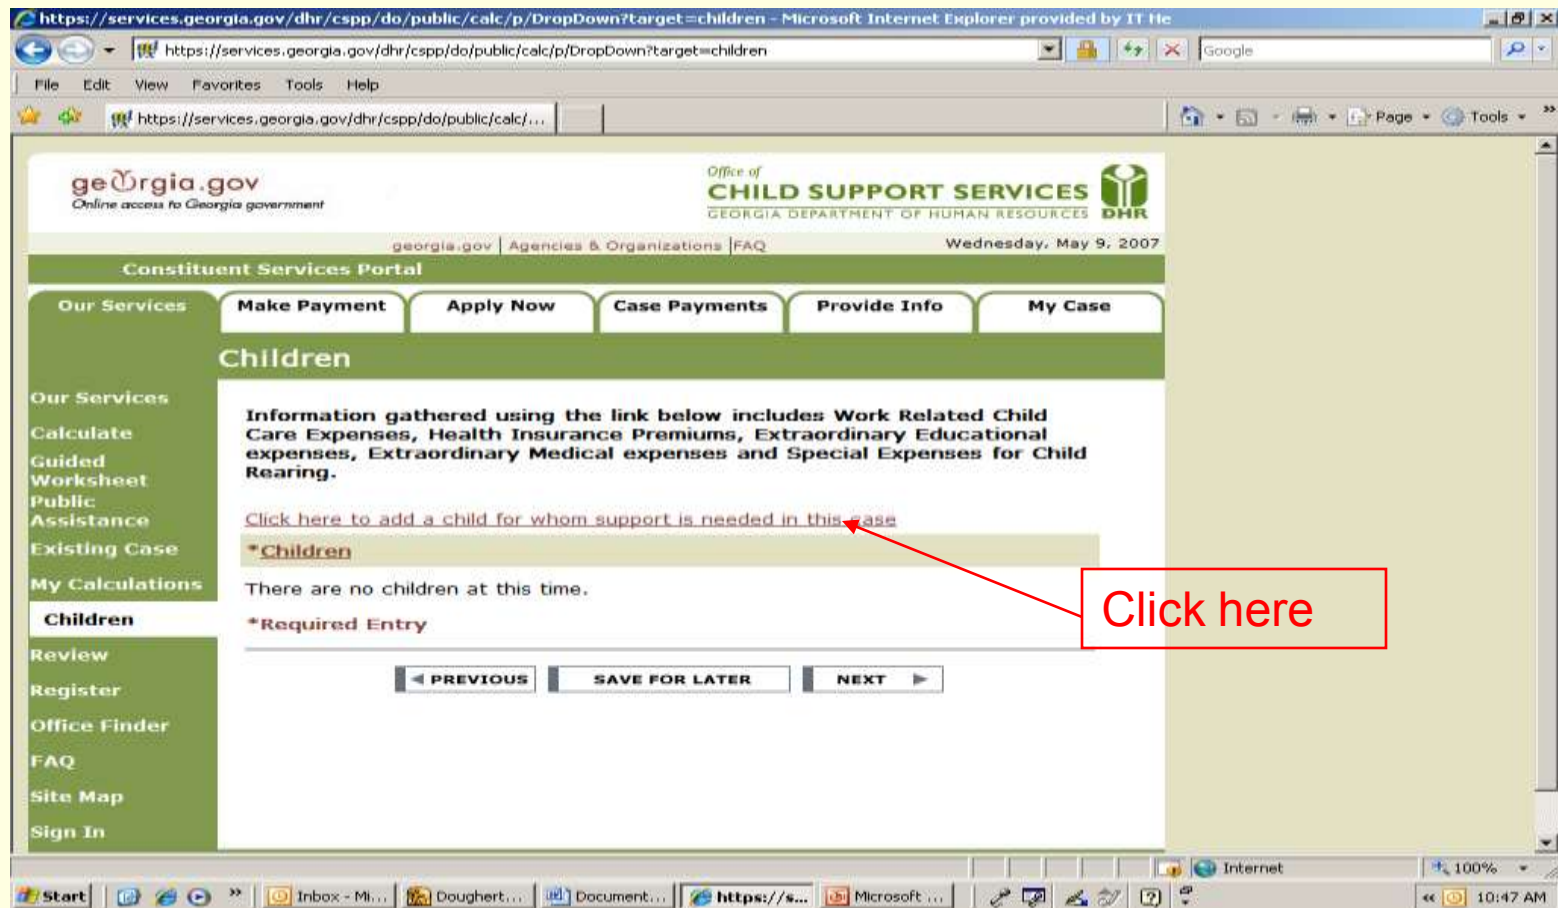 https://services.georgia.gov/dhr/cspp/do/public/calc/p/DropDown?target=children - Microsoft Internet Explorer provided by IT He
https://services.georgia.gov/dhr/cspp/do/public/calc/p/DropDown?target=children
Google
File Edit View Favorites Tools Help
https://services.georgia.gov/dhr/cspp/do/public/calc/...
Page Tools
georgia.gov
Online access to Georgia government
Office of
CHILD SUPPORT SERVICES
GEORGIA DEPARTMENT OF HUMAN RESOURCES
DHR
georgia.gov | Agencies & Organizations |FAQ
Wednesday, May 9, 2007
Constituent Services Portal
Our Services Make Payment Apply Now Case Payments Provide Info My Case
Children
Our Services
Calculate
Guided
Worksheet
Public
Assistance
Existing Case
My Calculations
Children
Review
Register
Office Finder
FAQ
Site Map
Sign In
Information gathered using the link below includes Work Related Child
Care Expenses, Health Insurance Premiums, Extraordinary Educational
expenses, Extraordinary Medical expenses and Special Expenses for Child
Rearing.
Click here to add a child for whom support is needed in this case
*Children
There are no children at this time.
*Required Entry
Click here
PREVIOUS SAVE FOR LATER NEXT
Internet 100%
Start Inbox - Mi... Doughert... Document... https://s... Microsoft ... 10:47 AM